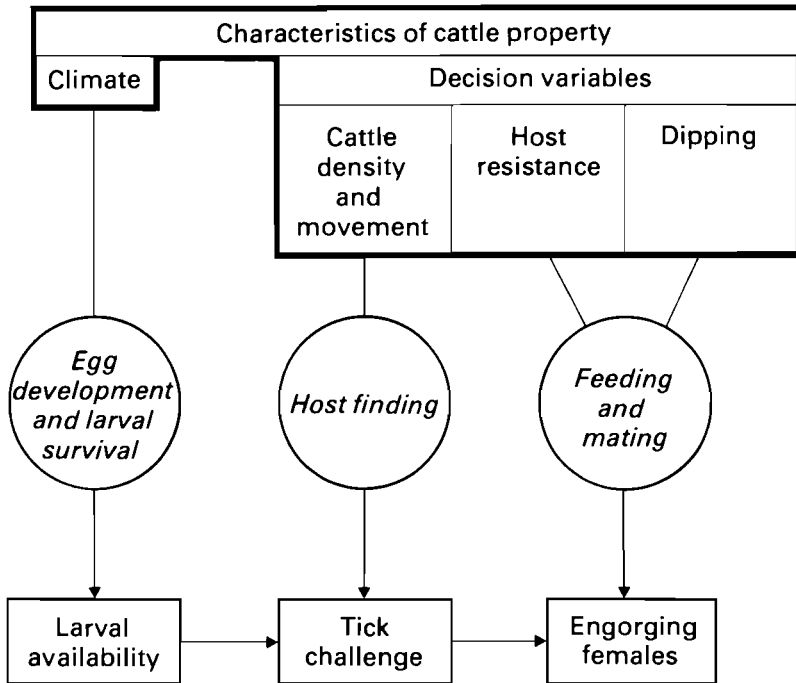 Characteristics of cattle property
Climate
Decision variables
Cattle
density
and
movement
Host
resistance
Dipping
Egg
development
and larval
survival
Host finding
Feeding
and
mating
Larval
availability
Tick
challenge
Engorging
females